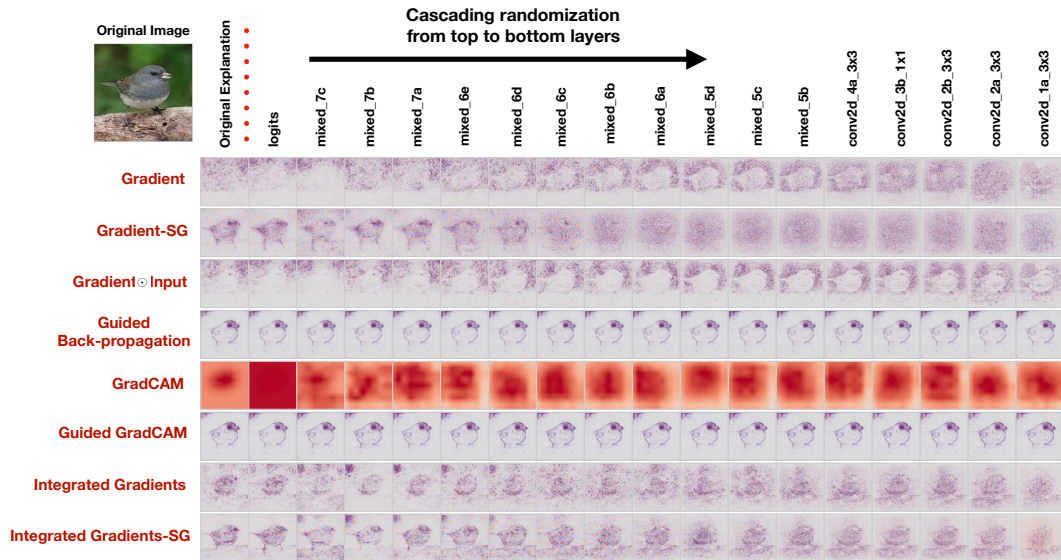 Original Image
Cascading randomization
from top to bottom layers
Original Explanation
logits
mixed_7c
mixed_7b
mixed_7a
mixed_6e
mixed_6d
mixed_6c
mixed_6b
mixed_6a
mixed_5d
mixed_5c
mixed_5b
conv2d_4a_3x3
conv2d_3b_1x1
conv2d_2b_3x3
conv2d_2a_3x3
conv2d_1a_3x3
Gradient
Gradient-SG
Gradient⊙Input
Guided
Back-propagation
GradCAM
Guided GradCAM
Integrated Gradients
Integrated Gradients-SG